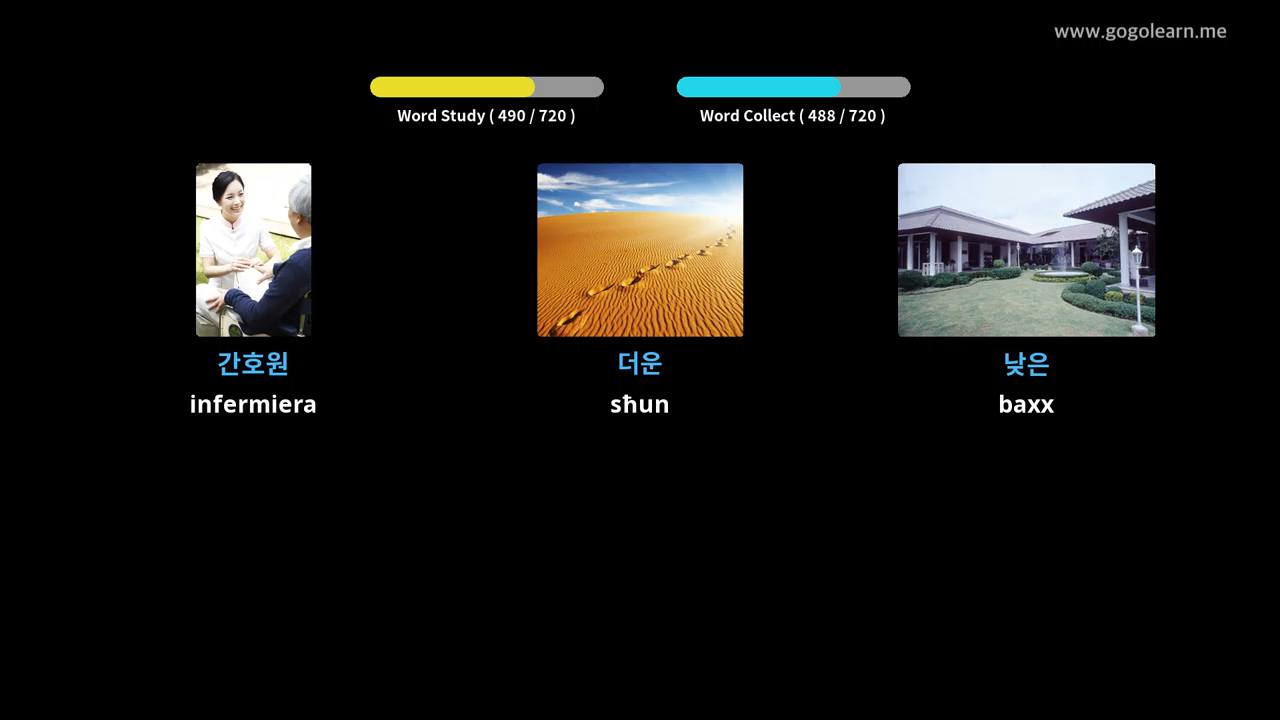 www.gogolearn.me
Word Study ( 490 / 720 )
Word Collect ( 488 / 720 )
간호원
더운
낮은
infermiera
sħun
baxx